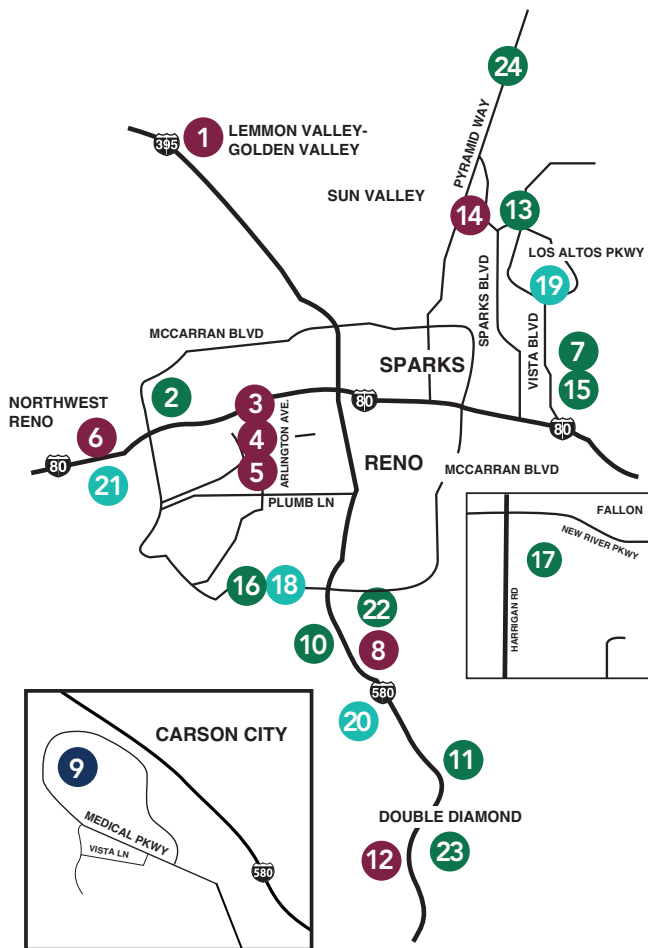 24
PYRAMID WAY
395
1
LEMMON VALLEY-
GOLDEN VALLEY
SUN VALLEY
14
13
LOS ALTOS PKWY
19
SPARKS BLVD
VISTA BLVD
MCCARRAN BLVD
SPARKS
7
15
2
3
80
NORTHWEST
RENO
6
4
ARLINGTON AVE.
80
80
21
5
RENO
MCCARRAN BLVD
PLUMB LN
FALLON
NEW RIVER PKWY
17
HARRIGAN RD
16
18
22
10
8
580
20
CARSON CITY
9
11
MEDICAL PKWY
VISTA LN
DOUBLE DIAMOND
12
23
580